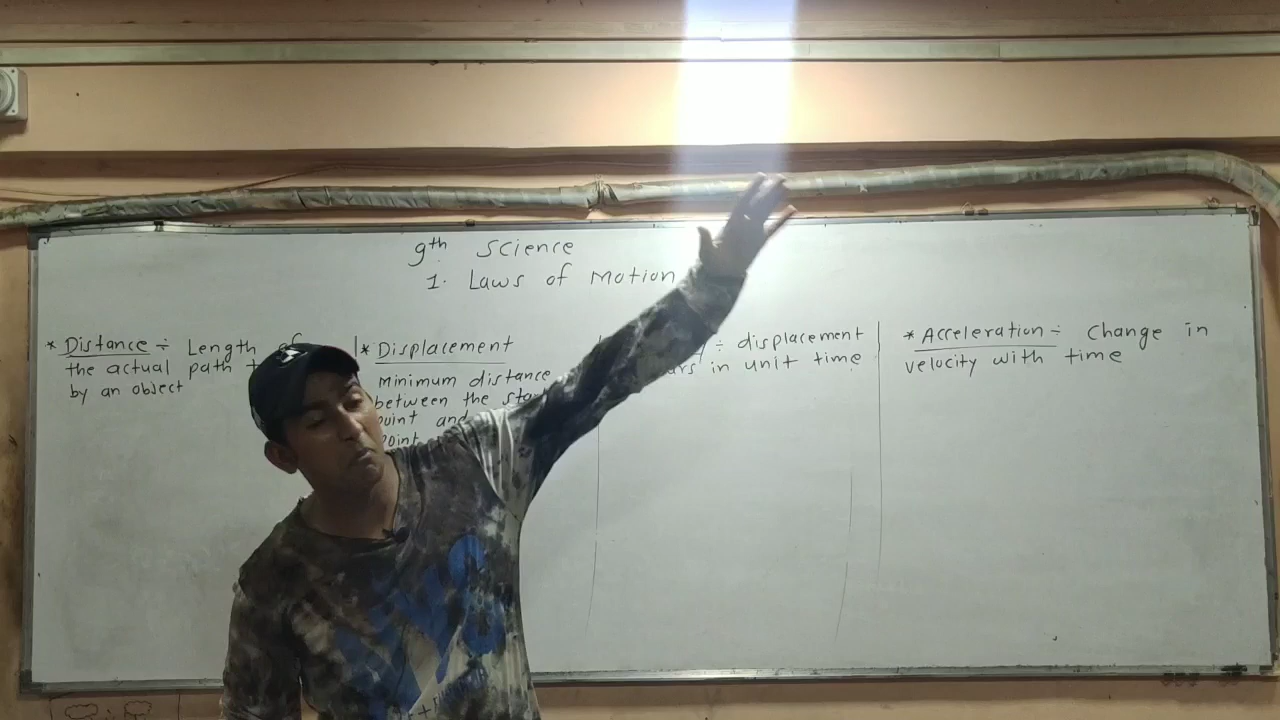 9th Science
1. Laws of Motion
* Distance ÷ Length of
the actual path
by an object
* Displacement
Minimum distance
between the
point and
point
÷ displacement
in unit time
* Acceleration ÷ Change in
velocity with time